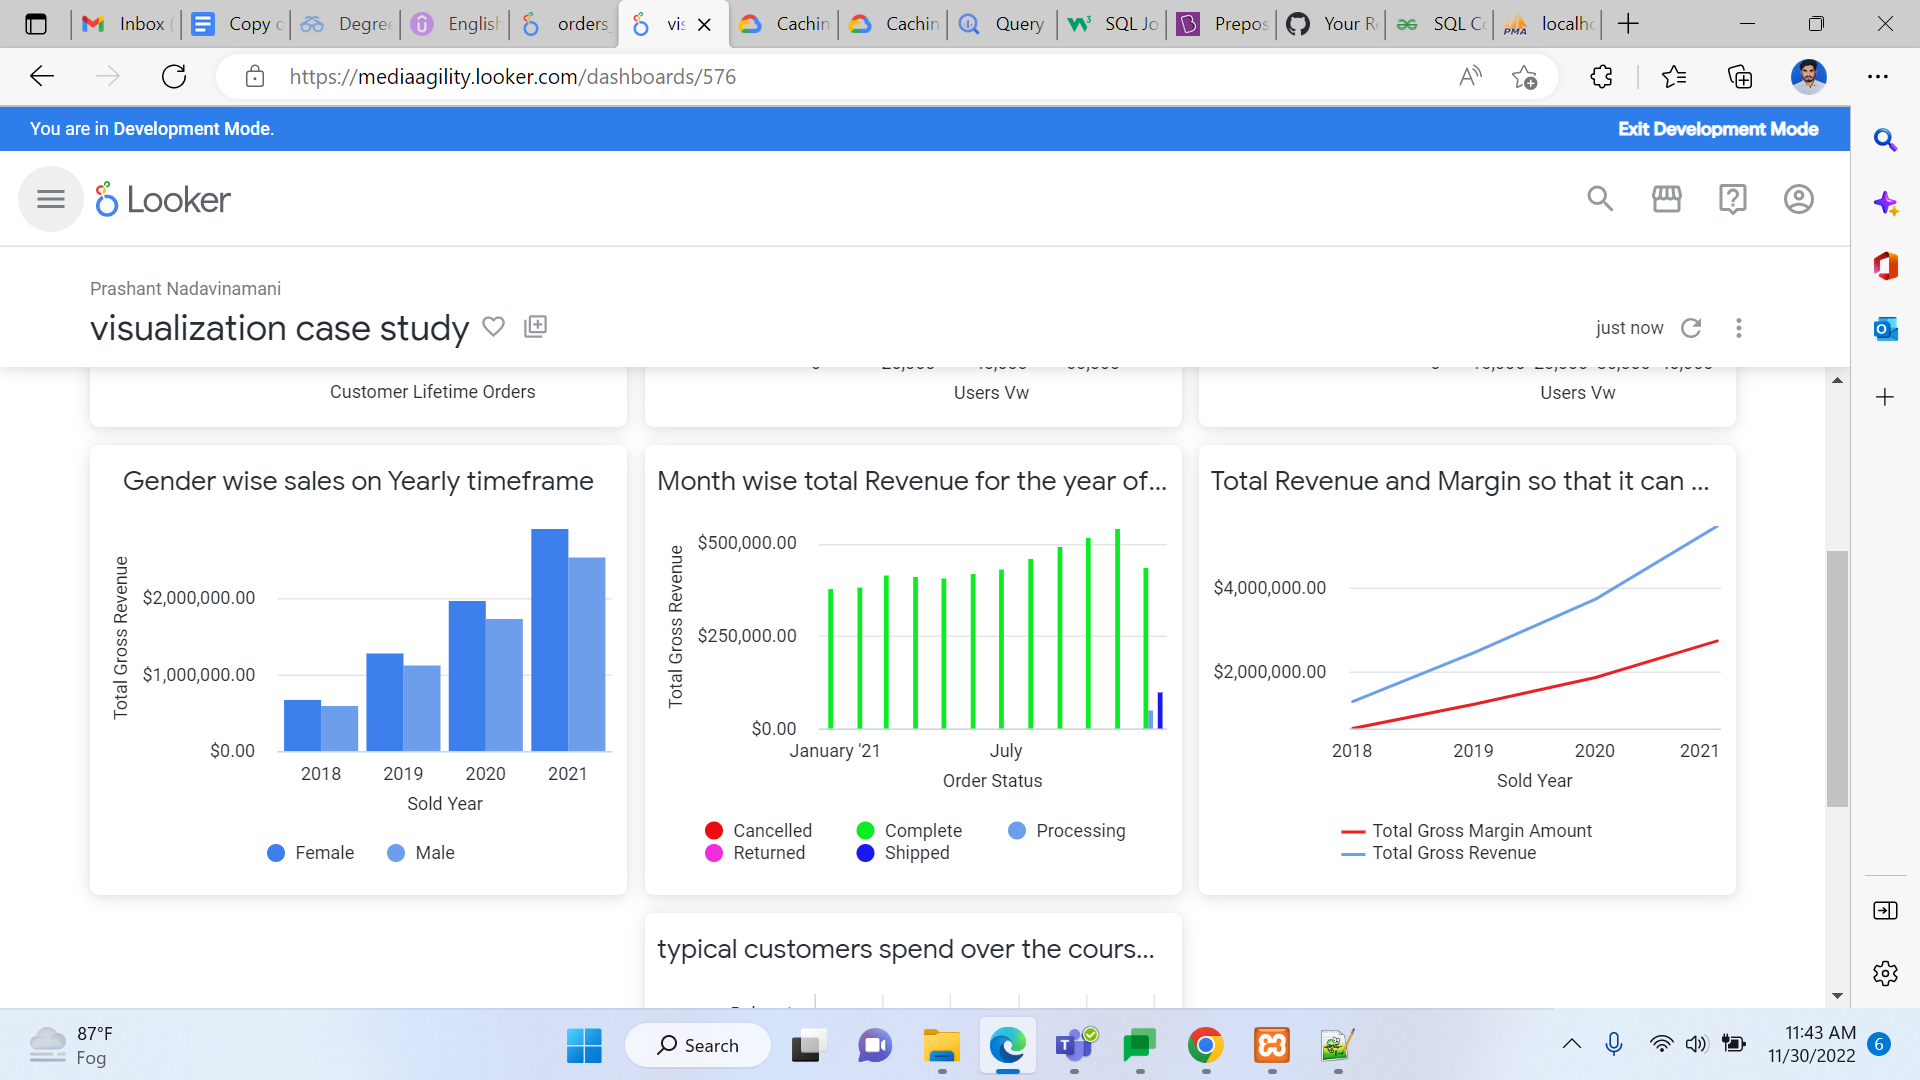 Inbox (
Copy o
Degree
English
orders_
vis
Cachin
Cachin
Query
SQL Jo
Prepos
Your Re
SQL Co
localho
https://mediaagility.looker.com/dashboards/576
You are in Development Mode.
Exit Development Mode
Looker
Prashant Nadavinamani
visualization case study
just now
Customer Lifetime Orders
Users Vw
Users Vw
Gender wise sales on Yearly timeframe
Total Gross Revenue
$2,000,000.00
$1,000,000.00
$0.00
2018 2019 2020 2021
Sold Year
Female Male
Month wise total Revenue for the year of...
Total Gross Revenue
$500,000.00
$250,000.00
$0.00
January '21 July
Order Status
Cancelled Complete Processing
Returned Shipped
Total Revenue and Margin so that it can ...
$4,000,000.00
$2,000,000.00
2018 2019 2020 2021
Sold Year
Total Gross Margin Amount
Total Gross Revenue
typical customers spend over the cours...
87°F
Fog
Search
11:43 AM
11/30/2022
6